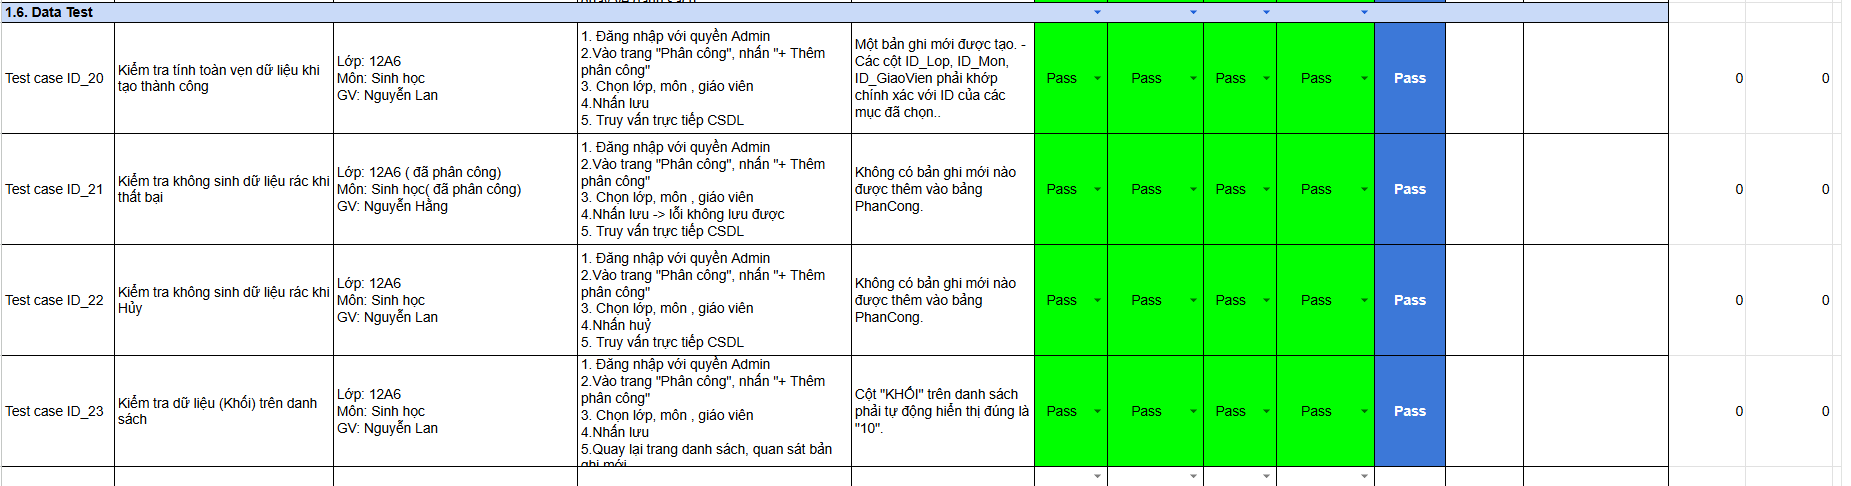 quay về danh sách
1.6. Data Test
Test case ID_20
Kiểm tra tính toàn vẹn dữ liệu khi
tạo thành công
Lớp: 12A6
Môn: Sinh học
GV: Nguyễn Lan
1. Đăng nhập với quyền Admin
2.Vào trang "Phân công", nhấn "+ Thêm
phân công"
3. Chọn lớp, môn , giáo viên
4.Nhấn lưu
5. Truy vấn trực tiếp CSDL
Một bản ghi mới được tạo. -
Các cột ID_Lop, ID_Mon,
ID_GiaoVien phải khớp
chính xác với ID của các
mục đã chọn..
Pass
Pass
Pass
Pass
Pass
0
0
Test case ID_21
Kiểm tra không sinh dữ liệu rác khi
thất bại
Lớp: 12A6 ( đã phân công)
Môn: Sinh học( đã phân công)
GV: Nguyễn Hằng
1. Đăng nhập với quyền Admin
2.Vào trang "Phân công", nhấn "+ Thêm
phân công"
3. Chọn lớp, môn , giáo viên
4.Nhấn lưu -> lỗi không lưu được
5. Truy vấn trực tiếp CSDL
Không có bản ghi mới nào
được thêm vào bảng
PhanCong.
Pass
Pass
Pass
Pass
Pass
0
0
Test case ID_22
Kiểm tra không sinh dữ liệu rác khi
Hủy
Lớp: 12A6
Môn: Sinh học
GV: Nguyễn Lan
1. Đăng nhập với quyền Admin
2.Vào trang "Phân công", nhấn "+ Thêm
phân công"
3. Chọn lớp, môn , giáo viên
4.Nhấn huỷ
5. Truy vấn trực tiếp CSDL
Không có bản ghi mới nào
được thêm vào bảng
PhanCong.
Pass
Pass
Pass
Pass
Pass
0
0
Test case ID_23
Kiểm tra dữ liệu (Khối) trên danh
sách
Lớp: 12A6
Môn: Sinh học
GV: Nguyễn Lan
1. Đăng nhập với quyền Admin
2.Vào trang "Phân công", nhấn "+ Thêm
phân công"
3. Chọn lớp, môn , giáo viên
4.Nhấn lưu
5.Quay lại trang danh sách, quan sát bản
ghi mới
Cột "KHỐI" trên danh sách
phải tự động hiển thị đúng là
"10".
Pass
Pass
Pass
Pass
Pass
0
0